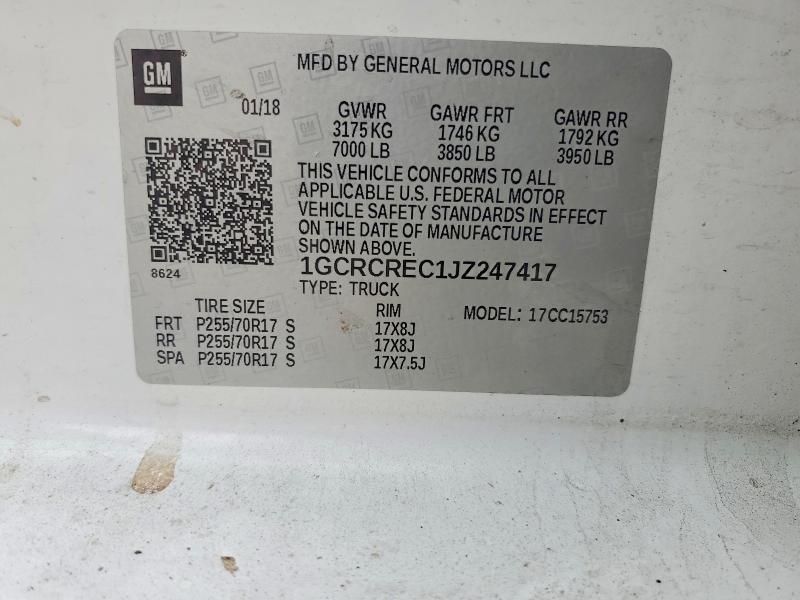 GM
MFD BY GENERAL MOTORS LLC
01/18
GVWR GAWR FRT GAWR RR
3175 KG 1746 KG 1792 KG
7000 LB 3850 LB 3950 LB
THIS VEHICLE CONFORMS TO ALL
APPLICABLE U.S. FEDERAL MOTOR
VEHICLE SAFETY STANDARDS IN EFFECT
ON THE DATE OF MANUFACTURE
SHOWN ABOVE.
8624
1GCRCREC1JZ247417
TYPE: TRUCK
TIRE SIZE RIM MODEL: 17CC15753
FRT P255/70R17 S 17X8J
RR P255/70R17 S 17X8J
SPA P255/70R17 S 17X7.5J